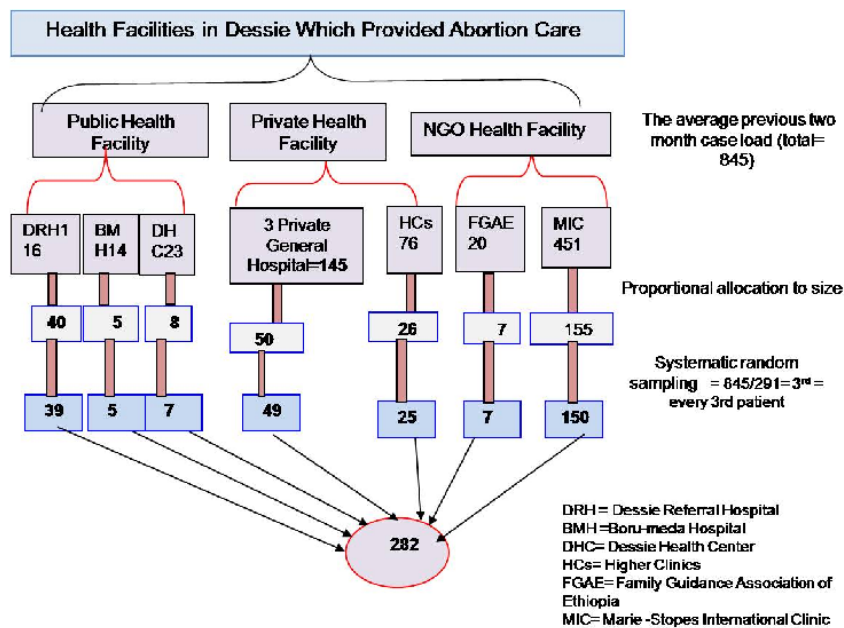 Health Facilities in Dessie Which Provided Abortion Care
Public Health
Facility
Private Health
Facility
NGO Health Facility
The average previous two
month case load (total=
845)
DRH1
16
BM
H14
DH
C23
3 Private
General
Hospital=145
HCs
76
FGAE
20
MIC
451
Proportional allocation to size
40
5
8
50
26
7
155
Systematic random
sampling = 845/291=3rd =
every 3rd patient
39
5
7
49
25
7
150
282
DRH = Dessie Referral Hospital
BMH =Boru-meda Hospital
DHC= Dessie Health Center
HCs= Higher Clinics
FGAE= Family Guidance Association of
Ethiopia
MIC= Marie -Stopes International Clinic